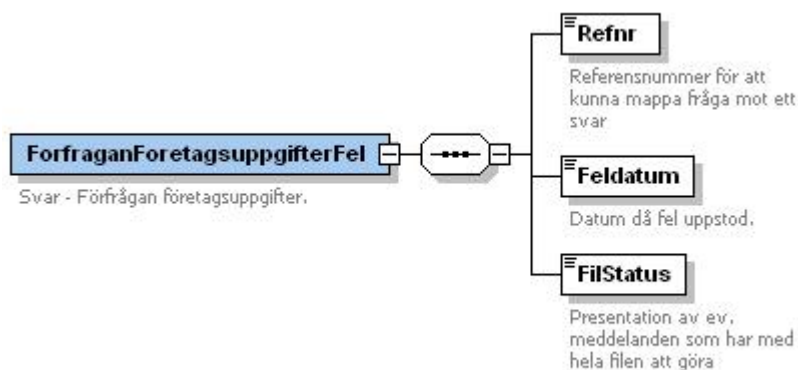 Refnr
Referensnummer för att
kunna mappa fråga mot ett
svar
ForfraganForetagsuppgifterFel
Svar - Förfrågan företagsuppgifter.
Feldatum
Datum då fel uppstod.
FilStatus
Presentation av ev.
meddelanden som har med
hela filen att göra